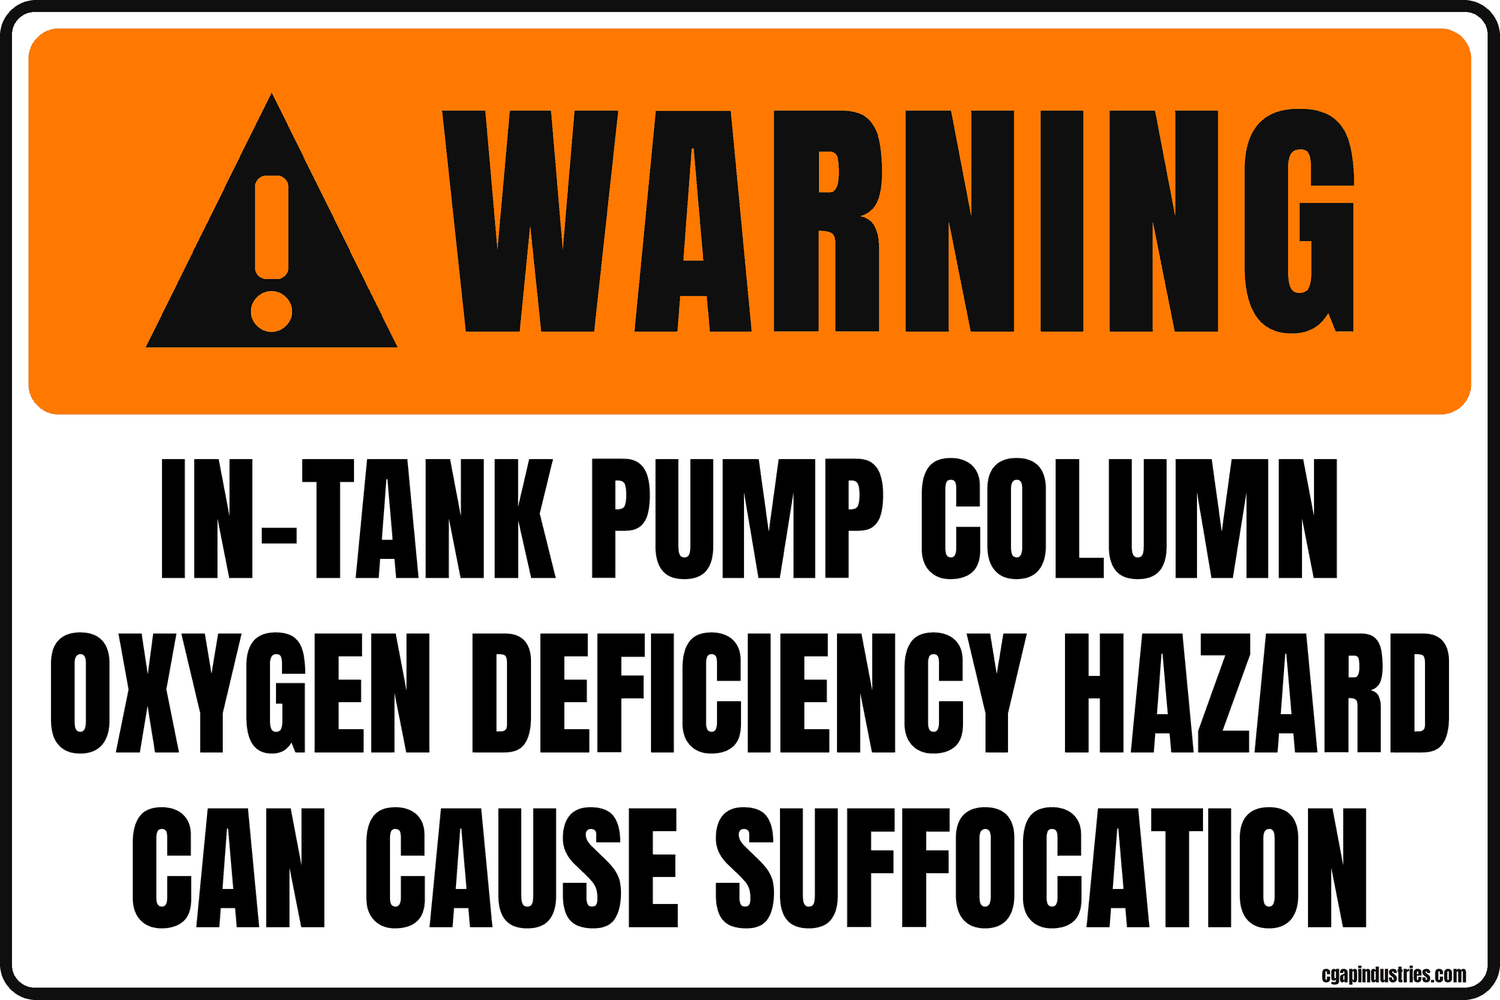 WARNING
IN-TANK PUMP COLUMN
OXYGEN DEFICIENCY HAZARD
CAN CAUSE SUFFOCATION
cgapindustries.com